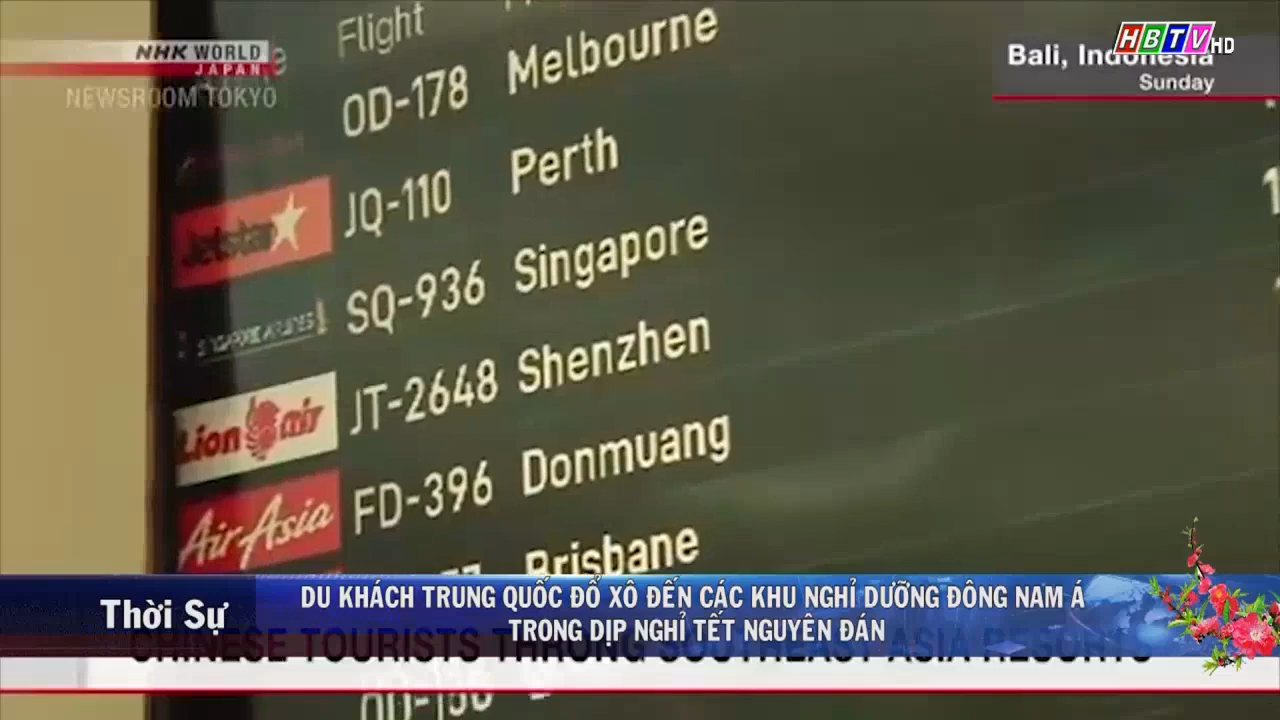 NHK WORLD
JAPAN
NEWSROOM TOKYO
HBTV HD
Bali, Indonesia
Sunday
Flight
OD-178 Melbourne
Jetstar JQ-110 Perth
SINGAPORE AIRLINES SQ-936 Singapore
Lion air JT-2648 Shenzhen
AirAsia FD-396 Donmuang
Brisbane
Thời Sự
DU KHÁCH TRUNG QUỐC ĐỔ XÔ ĐẾN CÁC KHU NGHỈ DƯỠNG ĐÔNG NAM Á
TRONG DỊP NGHỈ TẾT NGUYÊN ĐÁN
CHINESE TOURISTS THRONG SOUTHEAST ASIA RESORTS